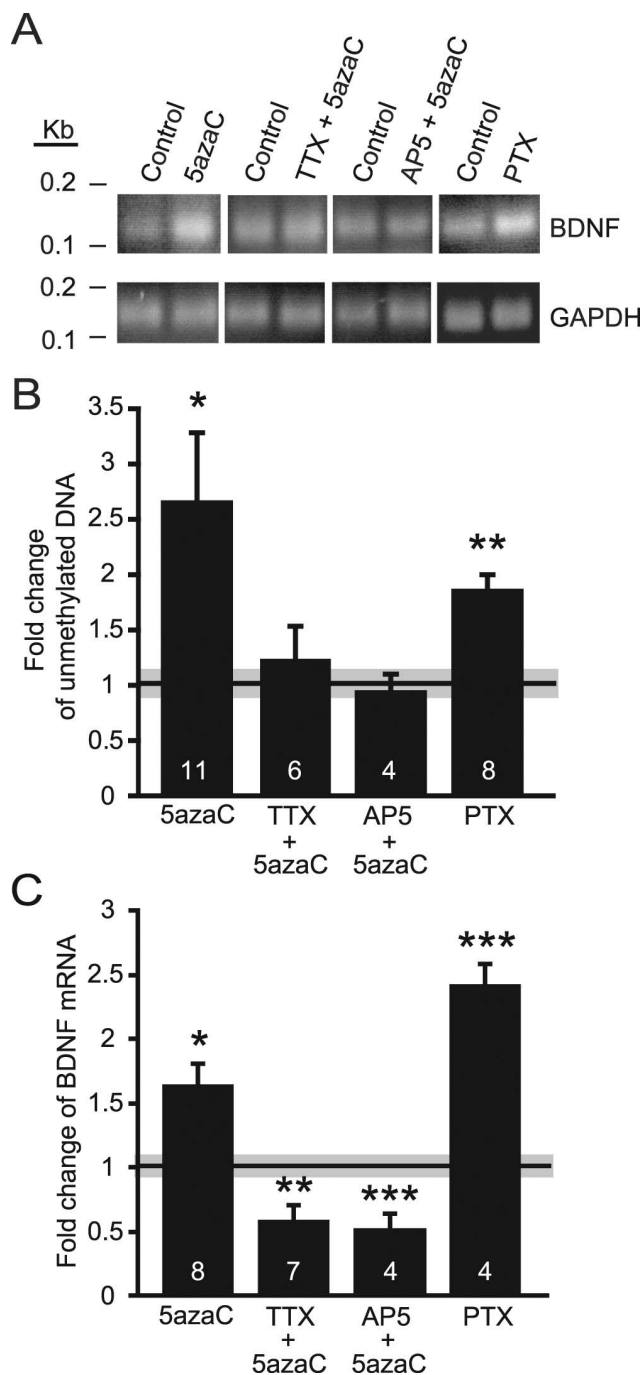 A
Kb
Control
5azaC
Control
TTX + 5azaC
Control
AP5 + 5azaC
Control
PTX
0.2
0.1
BDNF
0.2
0.1
GAPDH
B
Fold change
of unmethylated DNA
3.5
3
2.5
2
1.5
1
0.5
0
*
**
11
6
4
8
5azaC
TTX
+
5azaC
AP5
+
5azaC
PTX
C
Fold change of BDNF mRNA
3
2.5
2
1.5
1
0.5
0
*
**
***
***
8
7
4
4
5azaC
TTX
+
5azaC
AP5
+
5azaC
PTX